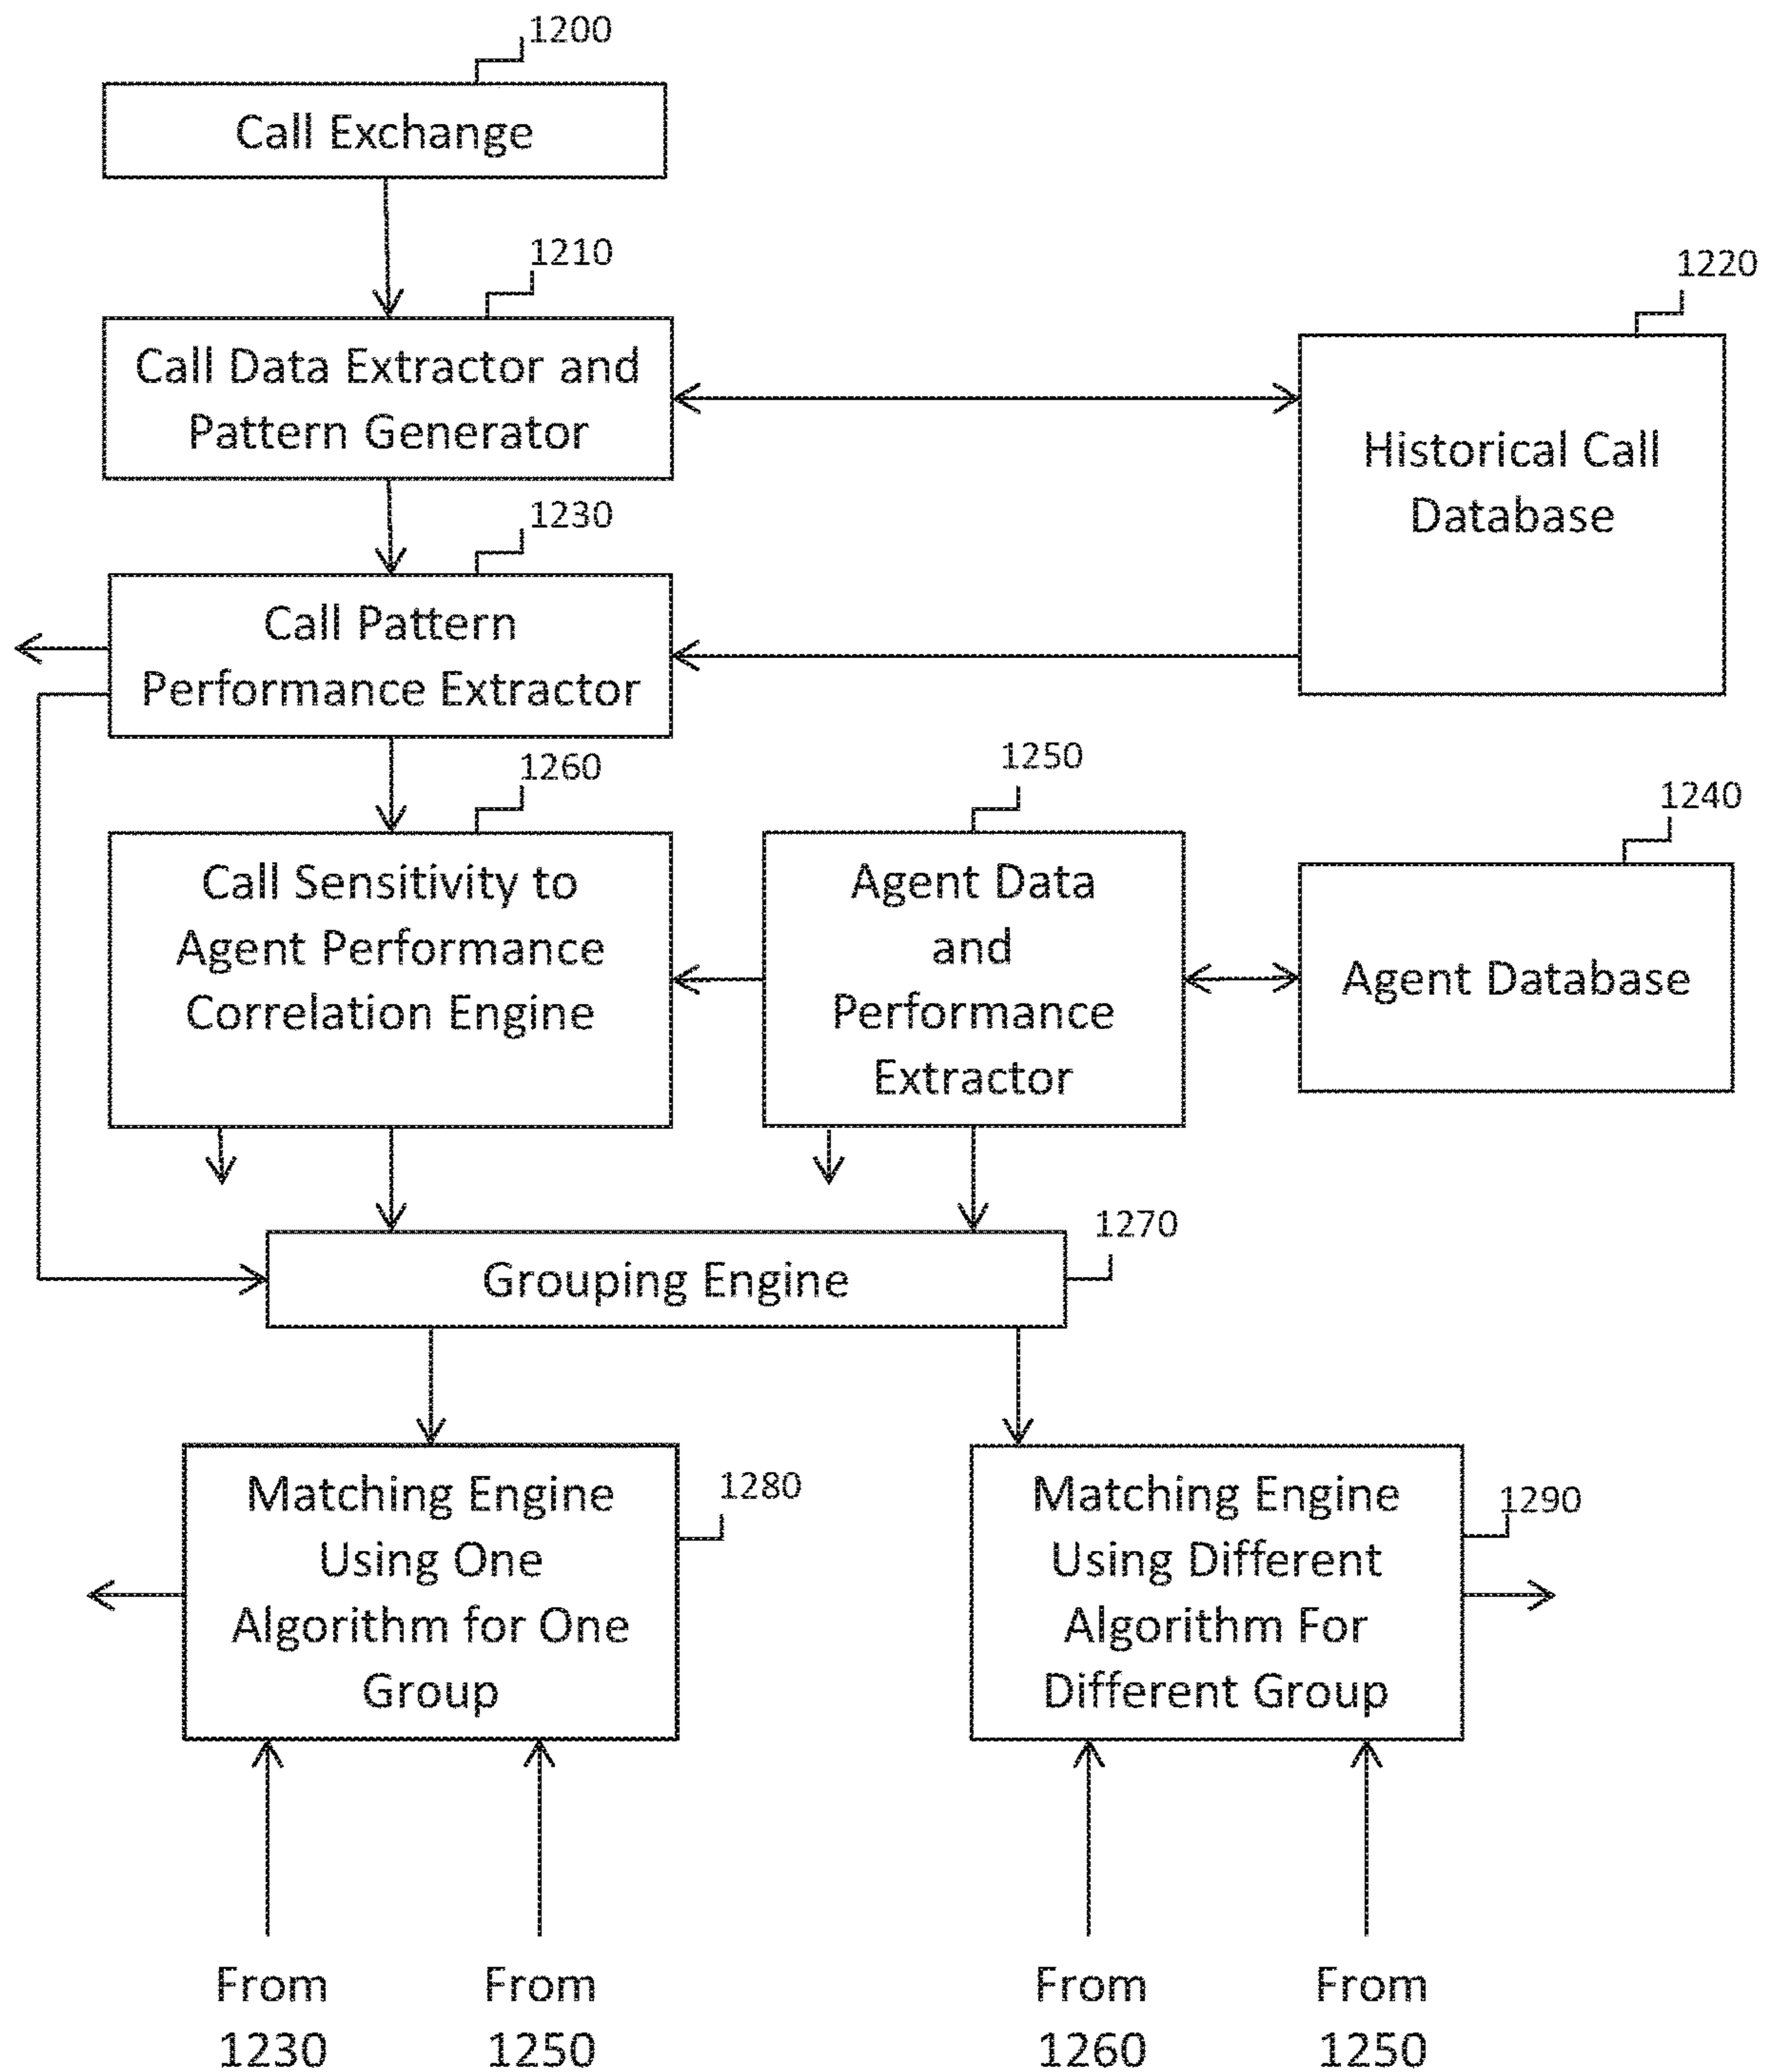 1200
Call Exchange
1210
1220
Call Data Extractor and
Pattern Generator
Historical Call
Database
1230
Call Pattern
Performance Extractor
1260
1250
1240
Call Sensitivity to
Agent Performance
Correlation Engine
Agent Data
and
Performance
Extractor
Agent Database
1270
Grouping Engine
1280
Matching Engine
Using One
Algorithm for One
Group
1290
Matching Engine
Using Different
Algorithm For
Different Group
From
1230
From
1250
From
1260
From
1250